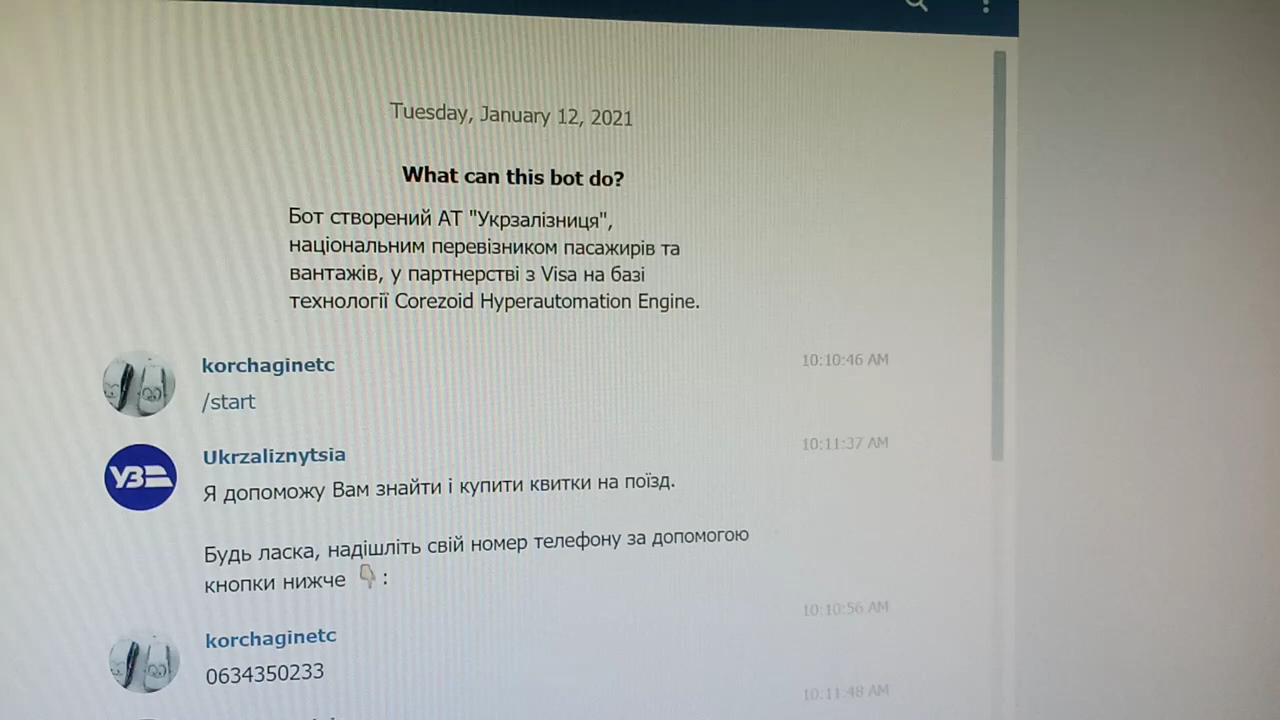 Tuesday, January 12, 2021
What can this bot do?
Бот створений АТ "Укрзалізниця",
національним перевізником пасажирів та
вантажів, у партнерстві з Visa на базі
технології Corezoid Hyperautomation Engine.
korchaginetc 10:10:46 AM
/start
Ukrzaliznytsia 10:11:37 AM
УЗ
Я допоможу Вам знайти і купити квитки на поїзд.
Будь ласка, надішліть свій номер телефону за допомогою
кнопки нижче 👇🏻:
korchaginetc 10:10:56 AM
0634350233
10:11:48 AM